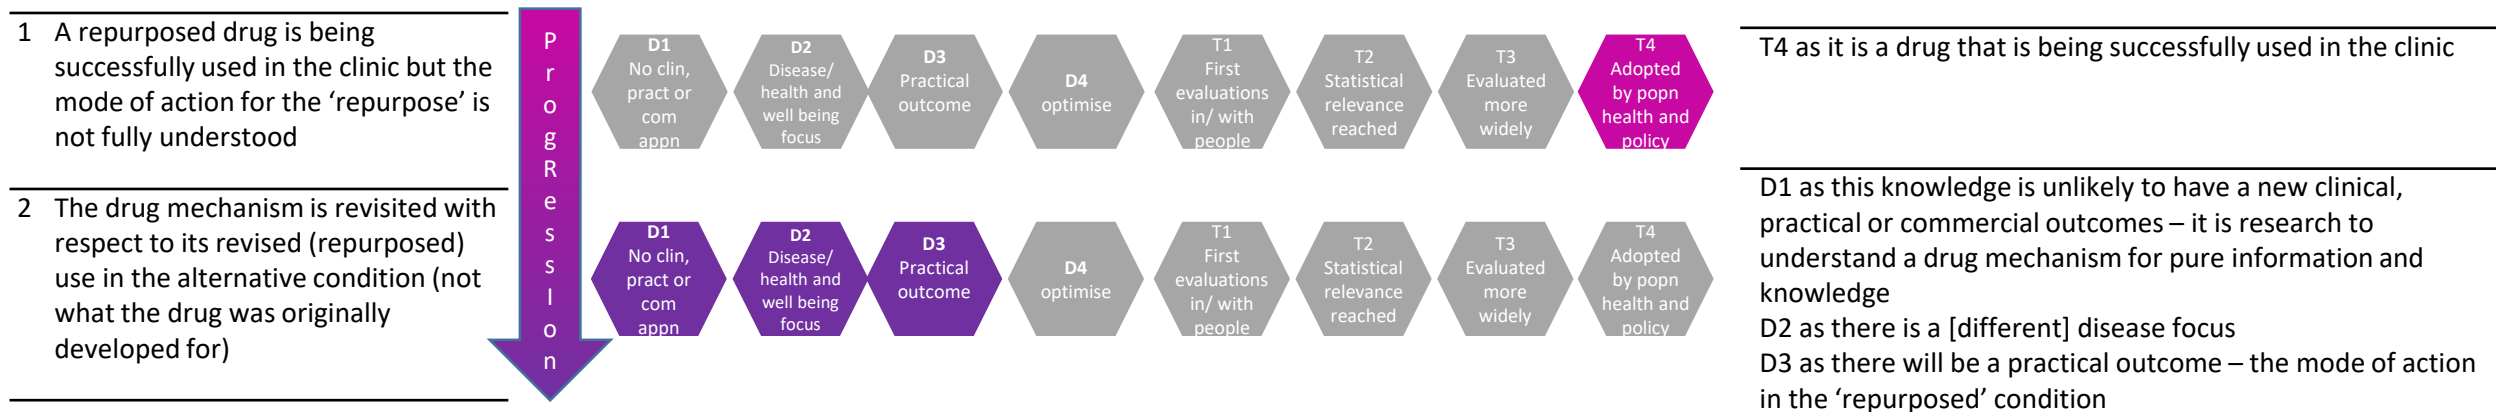 1 A repurposed drug is being
successfully used in the clinic but the
mode of action for the ‘repurpose’ is
not fully understood
2 The drug mechanism is revisited with
respect to its revised (repurposed)
use in the alternative condition (not
what the drug was originally
developed for)
P
r
o
g
R
e
s
s
I
o
n
D1
No clin,
pract or
com
appn
D2
Disease/
health and
well being
focus
D3
Practical
outcome
D4
optimise
T1
First
evaluations
in/ with
people
T2
Statistical
relevance
reached
T3
Evaluated
more
widely
T4
Adopted
by popn
health and
policy
D1
No clin,
pract or
com
appn
D2
Disease/
health and
well being
focus
D3
Practical
outcome
D4
optimise
T1
First
evaluations
in/ with
people
T2
Statistical
relevance
reached
T3
Evaluated
more
widely
T4
Adopted
by popn
health and
policy
T4 as it is a drug that is being successfully used in the clinic
D1 as this knowledge is unlikely to have a new clinical,
practical or commercial outcomes – it is research to
understand a drug mechanism for pure information and
knowledge
D2 as there is a [different] disease focus
D3 as there will be a practical outcome – the mode of action
in the ‘repurposed’ condition